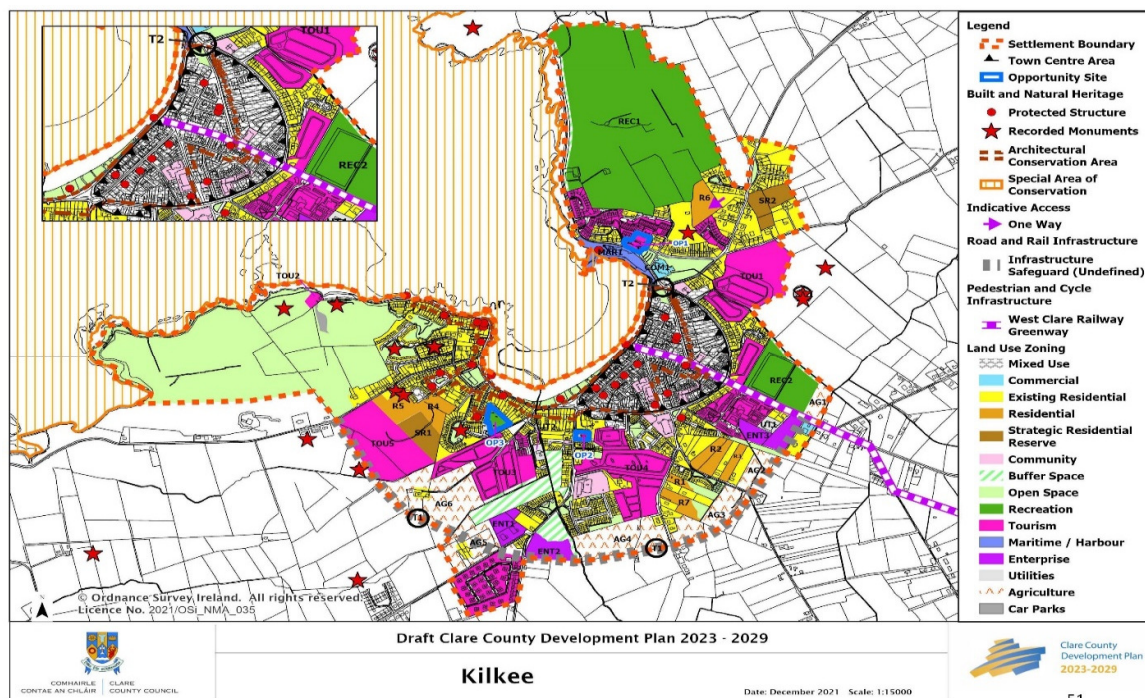 TOU1
T2
REC2
REC1
R6
SR2
OP1
MAR1
COM1
TOU1
T2
TOU2
REC2
AG1
R5
R4
UT1
ENT3
TOU5
SR1
OP3
UT2
OP2
R2
R3
AG2
TOU3
TOU4
R1
AG6
R7
T1
ENT1
AG3
AG5
AG4
T1
ENT2
© Ordnance Survey Ireland. All rights reserved.
Licence No. 2021/OSi_NMA_035
Legend
Settlement Boundary
Town Centre Area
Opportunity Site
Built and Natural Heritage
Protected Structure
Recorded Monuments
Architectural
Conservation Area
Special Area of
Conservation
Indicative Access
One Way
Road and Rail Infrastructure
Infrastructure
Safeguard (Undefined)
Pedestrian and Cycle
Infrastructure
West Clare Railway
Greenway
Land Use Zoning
Mixed Use
Commercial
Existing Residential
Residential
Strategic Residential
Reserve
Community
Buffer Space
Open Space
Recreation
Tourism
Maritime / Harbour
Enterprise
Utilities
Agriculture
Car Parks
COMHAIRLE
CONTAE AN CHLÁIR
CLARE
COUNTY COUNCIL
Draft Clare County Development Plan 2023 - 2029
Kilkee
Date: December 2021 Scale: 1:15000
Clare County
Development Plan
2023-2029
51